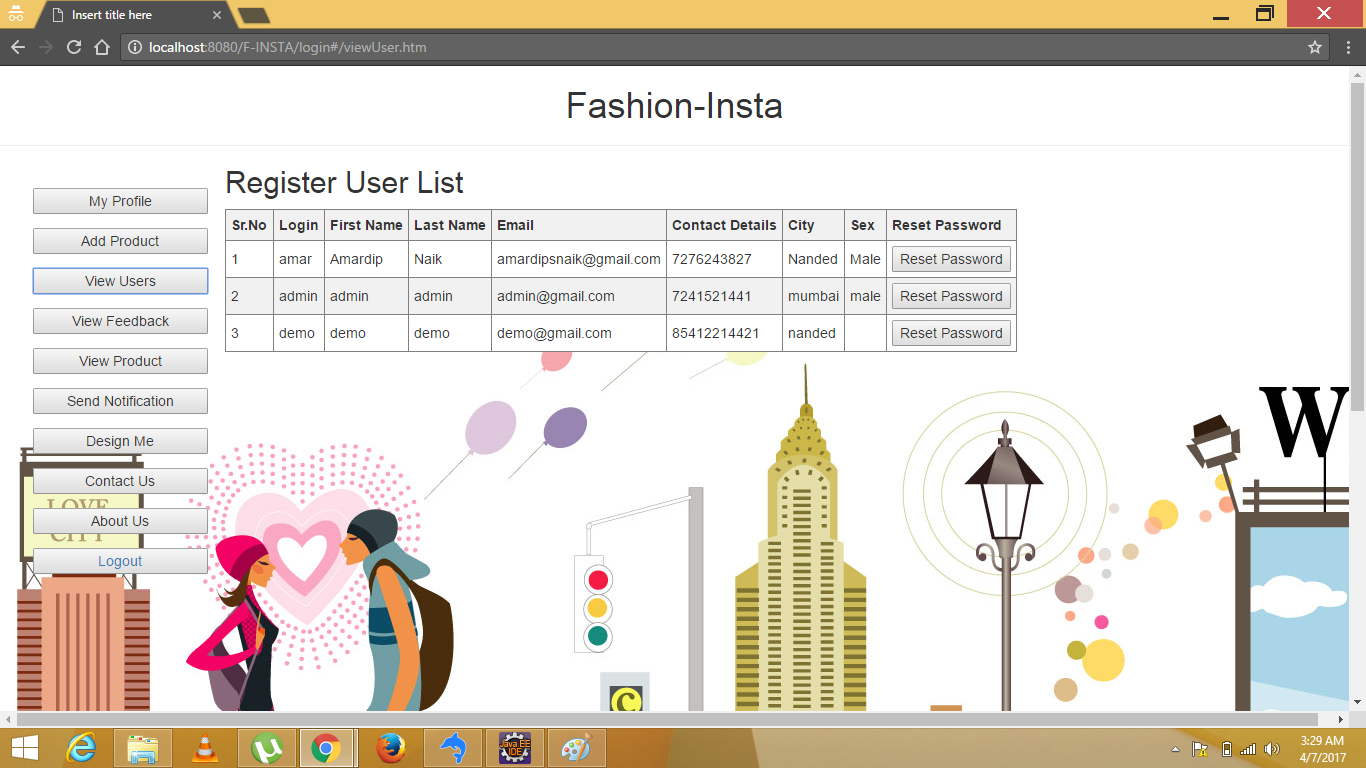 Insert title here
localhost:8080/F-INSTA/login#/viewUser.htm
Fashion-Insta
My Profile
Add Product
View Users
View Feedback
View Product
Send Notification
Design Me
Contact Us
About Us
Logout
Register User List
Sr.No Login First Name Last Name Email Contact Details City Sex Reset Password
1 amar Amardip Naik amardipsnaik@gmail.com 7276243827 Nanded Male Reset Password
2 admin admin admin admin@gmail.com 7241521441 mumbai male Reset Password
3 demo demo demo demo@gmail.com 85412214421 nanded Reset Password
LOVE
CITY
W
C
Java EE
IDE
3:29 AM
4/7/2017